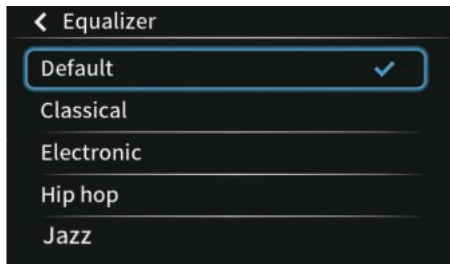 Equalizer
Default
Classical
Electronic
Hip hop
Jazz